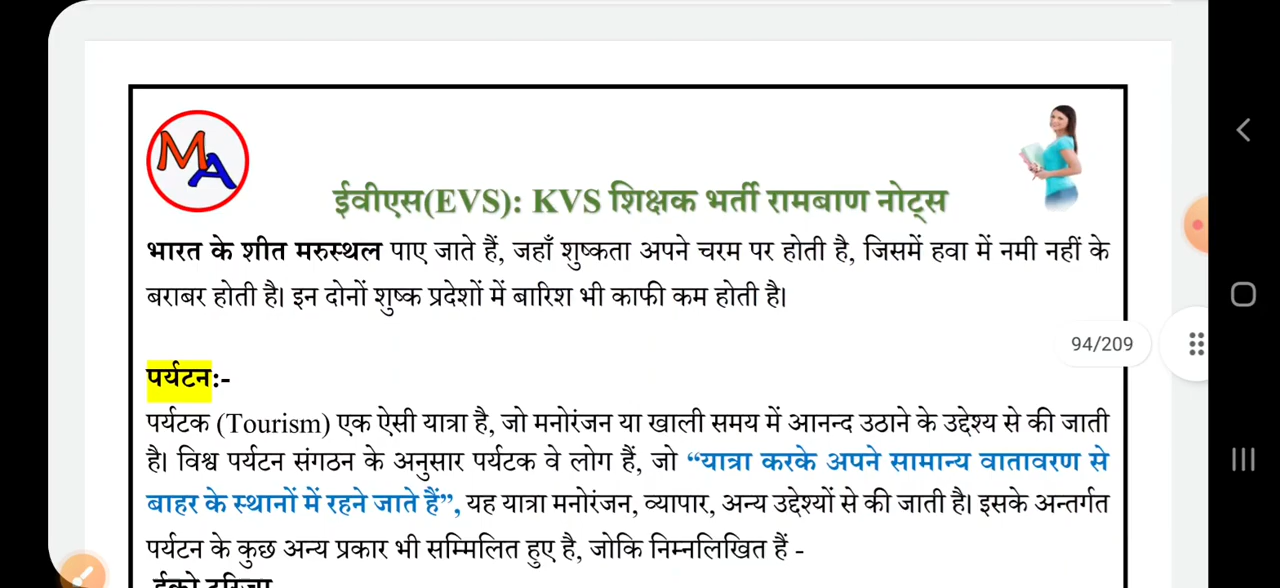 MA
ईवीएस(EVS): KVS शिक्षक भर्ती रामबाण नोट्स
भारत के शीत मरुस्थल पाए जाते हैं, जहाँ शुष्कता अपने चरम पर होती है, जिसमें हवा में नमी नहीं के
बराबर होती है। इन दोनों शुष्क प्रदेशों में बारिश भी काफी कम होती है।
94/209
पर्यटन:-
पर्यटक (Tourism) एक ऐसी यात्रा है, जो मनोरंजन या खाली समय में आनन्द उठाने के उद्देश्य से की जाती
है। विश्व पर्यटन संगठन के अनुसार पर्यटक वे लोग हैं, जो “यात्रा करके अपने सामान्य वातावरण से
बाहर के स्थानों में रहने जाते हैं”, यह यात्रा मनोरंजन, व्यापार, अन्य उद्देश्यों से की जाती है। इसके अन्तर्गत
पर्यटन के कुछ अन्य प्रकार भी सम्मिलित हुए है, जोकि निम्नलिखित हैं -